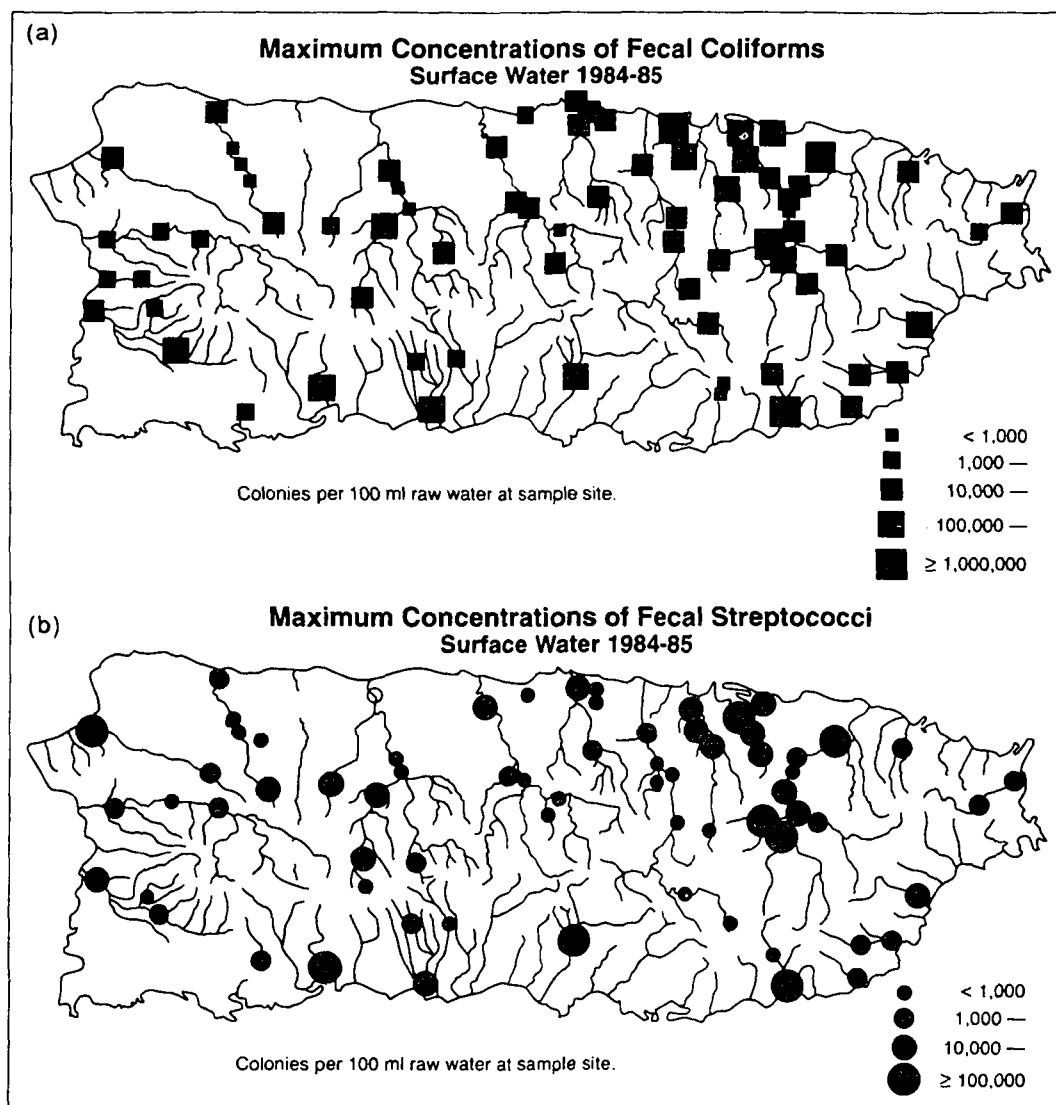 (a)
Maximum Concentrations of Fecal Coliforms
Surface Water 1984-85
Colonies per 100 ml raw water at sample site.
< 1,000
1,000 —
10,000 —
100,000 —
≥ 1,000,000
(b)
Maximum Concentrations of Fecal Streptococci
Surface Water 1984-85
Colonies per 100 ml raw water at sample site.
< 1,000
1,000 —
10,000 —
≥ 100,000